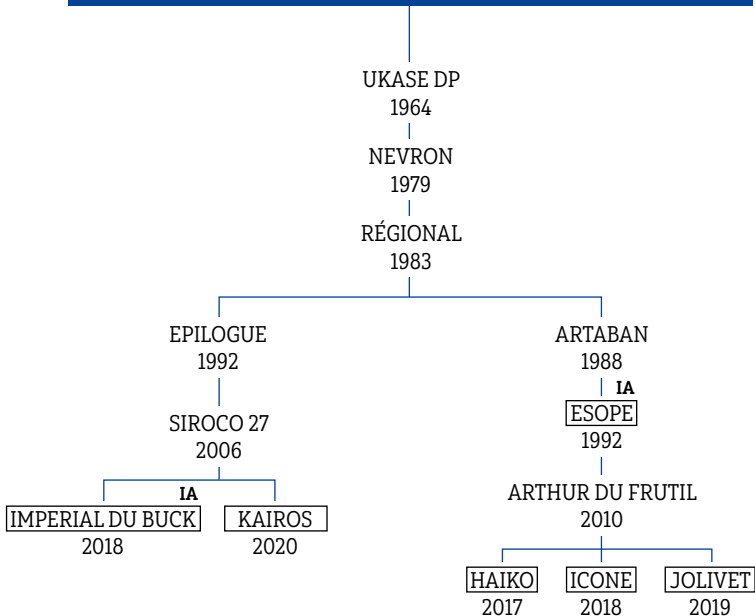 UKASE DP
1964
NEVRON
1979
RÉGIONAL
1983
EPILOGUE
1992
SIROCO 27
2006
IA
IMPERIAL DU BUCK
2018
KAIROS
2020
ARTABAN
1988
IA
ESOPE
1992
ARTHUR DU FRUTIL
2010
HAIKO
2017
ICONE
2018
JOLIVET
2019